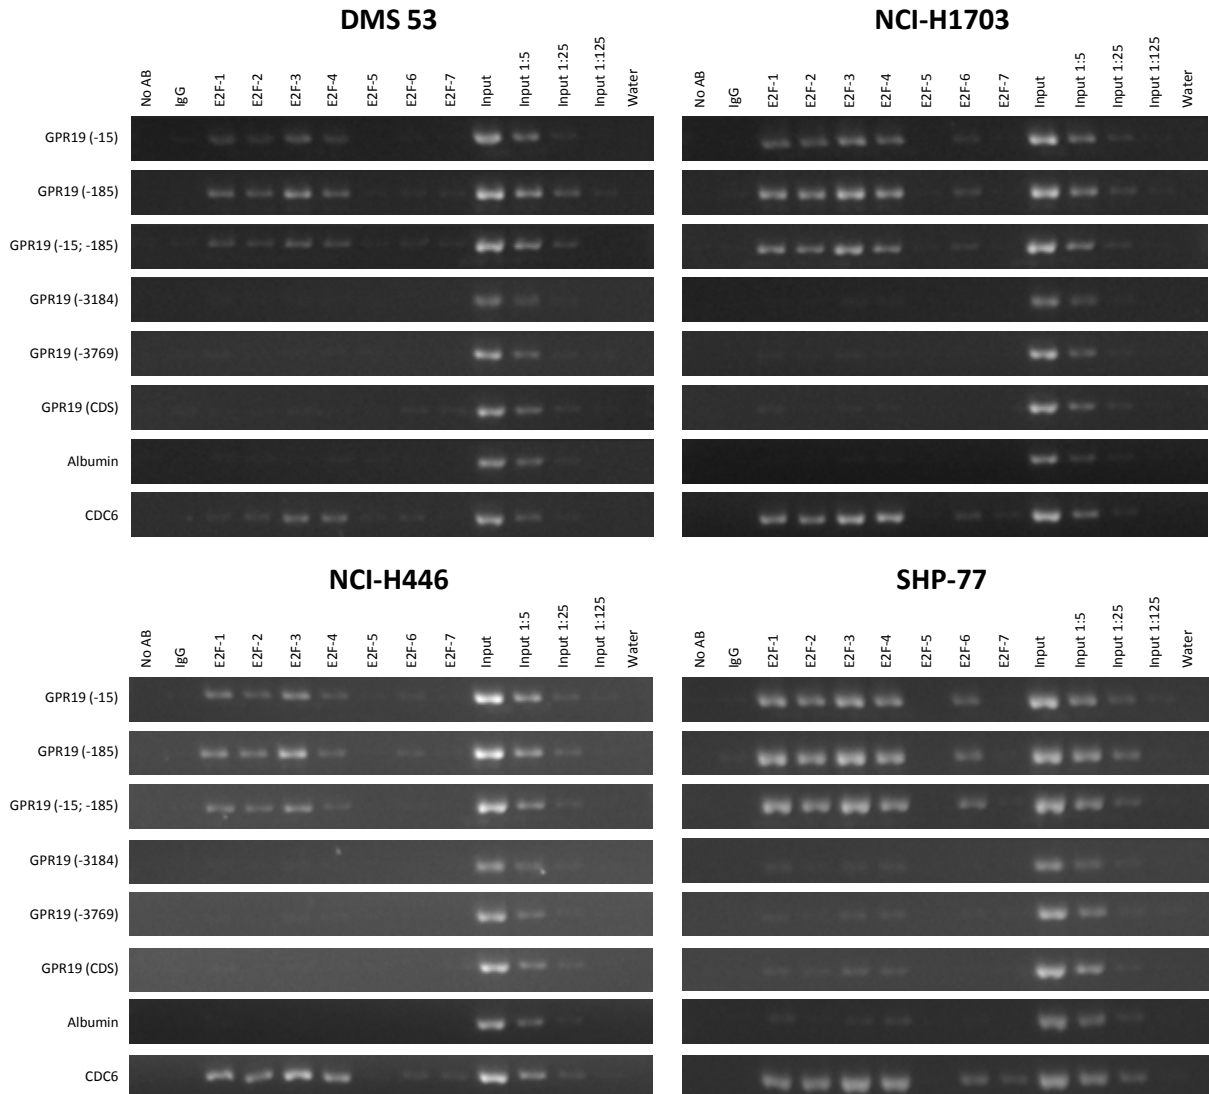 DMS 53
NCI-H1703
No AB IgG E2F-1 E2F-2 E2F-3 E2F-4 E2F-5 E2F-6 E2F-7 Input Input 1:5 Input 1:25 Input 1:125 Water
No AB IgG E2F-1 E2F-2 E2F-3 E2F-4 E2F-5 E2F-6 E2F-7 Input Input 1:5 Input 1:25 Input 1:125 Water
GPR19 (-15)
GPR19 (-185)
GPR19 (-15; -185)
GPR19 (-3184)
GPR19 (-3769)
GPR19 (CDS)
Albumin
CDC6
NCI-H446
SHP-77
No AB IgG E2F-1 E2F-2 E2F-3 E2F-4 E2F-5 E2F-6 E2F-7 Input Input 1:5 Input 1:25 Input 1:125 Water
No AB IgG E2F-1 E2F-2 E2F-3 E2F-4 E2F-5 E2F-6 E2F-7 Input Input 1:5 Input 1:25 Input 1:125 Water
GPR19 (-15)
GPR19 (-185)
GPR19 (-15; -185)
GPR19 (-3184)
GPR19 (-3769)
GPR19 (CDS)
Albumin
CDC6